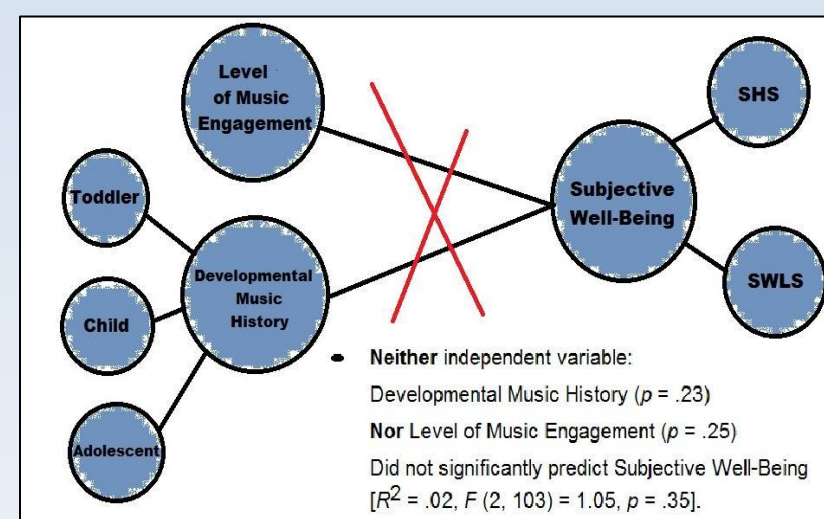 Level
of Music
Engagement
SHS
Toddler
Subjective
Well-Being
Developmental
Music
History
Child
SWLS
Adolescent
• Neither independent variable:
Developmental Music History (p = .23)
Nor Level of Music Engagement (p = .25)
Did not significantly predict Subjective Well-Being
[R² = .02, F (2, 103) = 1.05, p = .35].